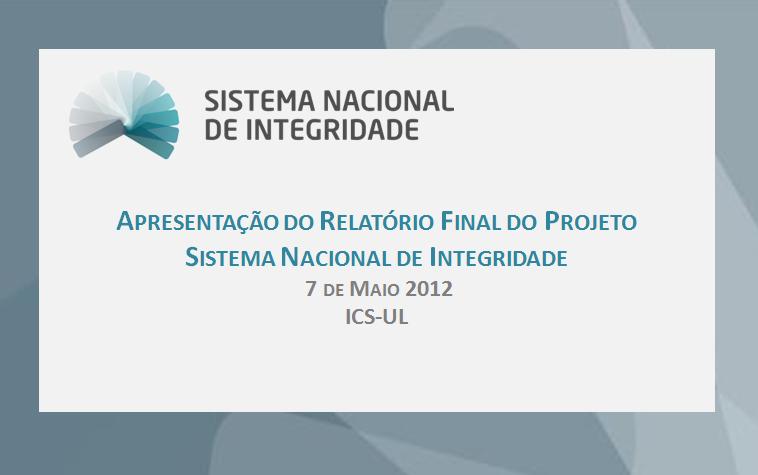 SISTEMA NACIONAL
DE INTEGRIDADE
APRESENTAÇÃO DO RELATÓRIO FINAL DO PROJETO
SISTEMA NACIONAL DE INTEGRIDADE
7 DE MAIO 2012
ICS-UL